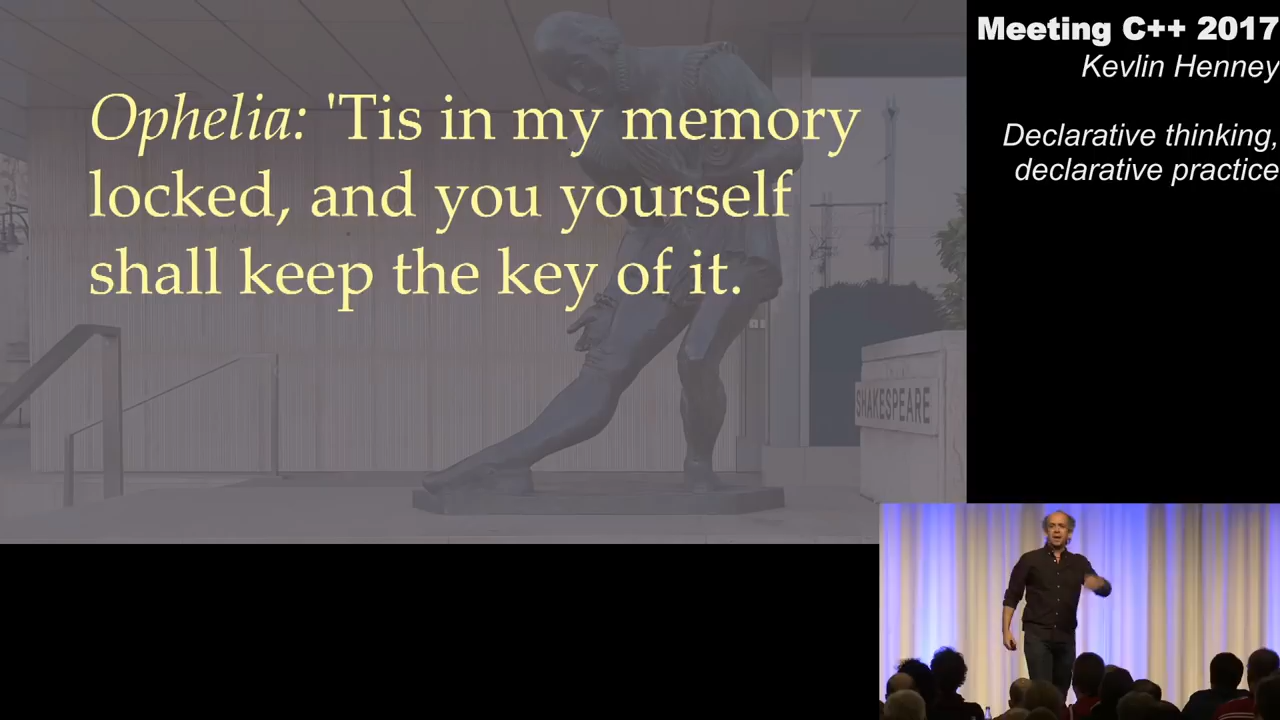 Ophelia: 'Tis in my memory
locked, and you yourself
shall keep the key of it.
SHAKESPEARE
Meeting C++ 2017
Kevlin Henney
Declarative thinking,
declarative practice